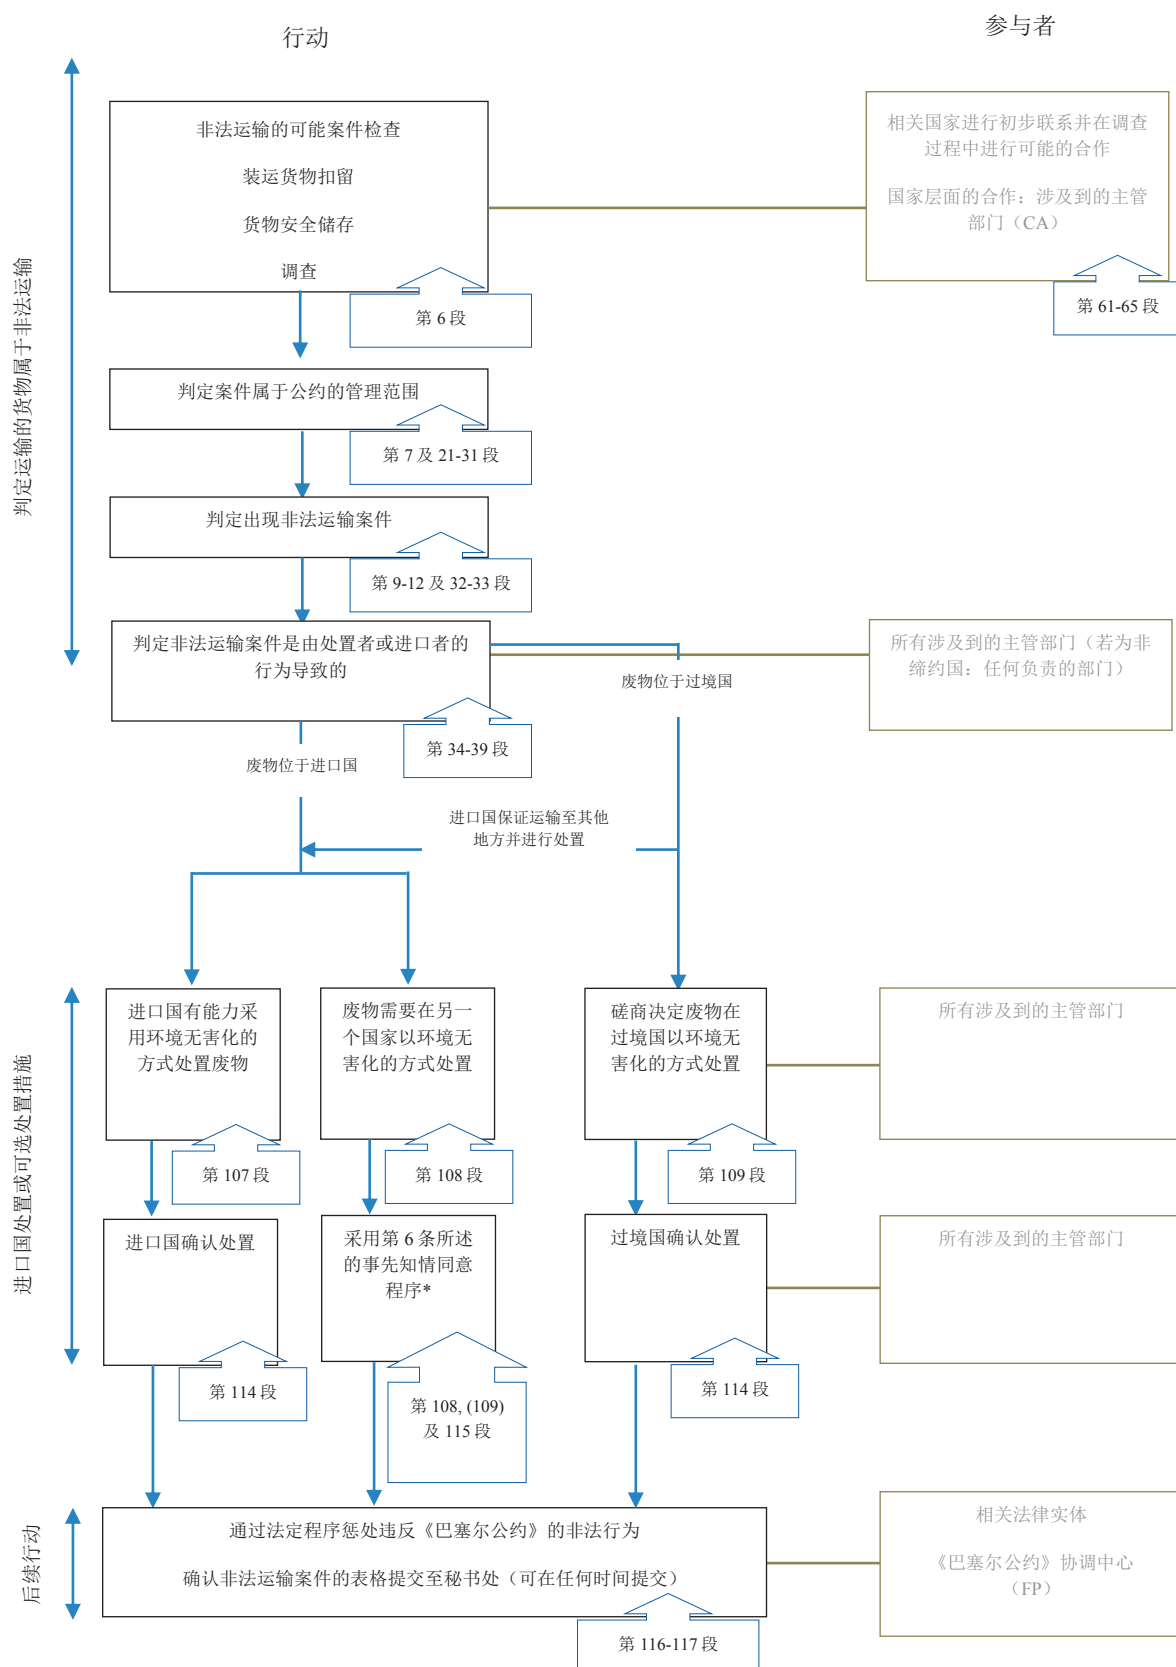 行动
参与者
判定运输的货物属于非法运输
非法运输的可能案件检查
装运货物扣留
货物安全储存
调查
第 6 段
相关国家进行初步联系并在调查
过程中进行可能的合作
国家层面的合作：涉及到的主管
部门（CA）
第 61-65 段
判定案件属于公约的管理范围
第 7 及 21-31 段
判定出现非法运输案件
第 9-12 及 32-33 段
判定非法运输案件是由处置者或进口者的
行为导致的
第 34-39 段
所有涉及到的主管部门（若为非
缔约国：任何负责的部门）
废物位于过境国
废物位于进口国
进口国保证运输至其他
地方并进行处置
进口国处置或可选处置措施
进口国有能力采
用环境无害化的
方式处置废物
第 107 段
废物需要在另一
个国家以环境无
害化的方式处置
第 108 段
磋商决定废物在
过境国以环境无
害化的方式处置
第 109 段
所有涉及到的主管部门
进口国确认处置
第 114 段
采用第 6 条所述
的事先知情同意
程序*
第 108, (109)
及 115 段
过境国确认处置
第 114 段
所有涉及到的主管部门
后续行动
通过法定程序惩处违反《巴塞尔公约》的非法行为
确认非法运输案件的表格提交至秘书处（可在任何时间提交）
第 116-117 段
相关法律实体
《巴塞尔公约》协调中心
（FP）